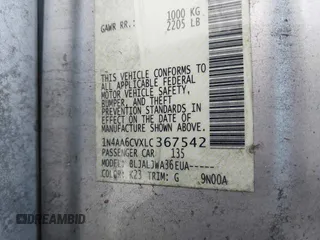 GAWR RR.: 1000 KG
2205 LB
THIS VEHICLE CONFORMS TO
ALL APPLICABLE FEDERAL
MOTOR VEHICLE SAFETY,
BUMPER, AND THEFT
PREVENTION STANDARDS IN
EFFECT ON THE DATE OF
MANUFACTURE SHOWN ABOVE.
1N4AA6CVXLC367542
PASSENGER CAR 135
MODEL: BLJALJWA36EUA-----
COLOR: K23 TRIM: G 9N00A
DREAMBID